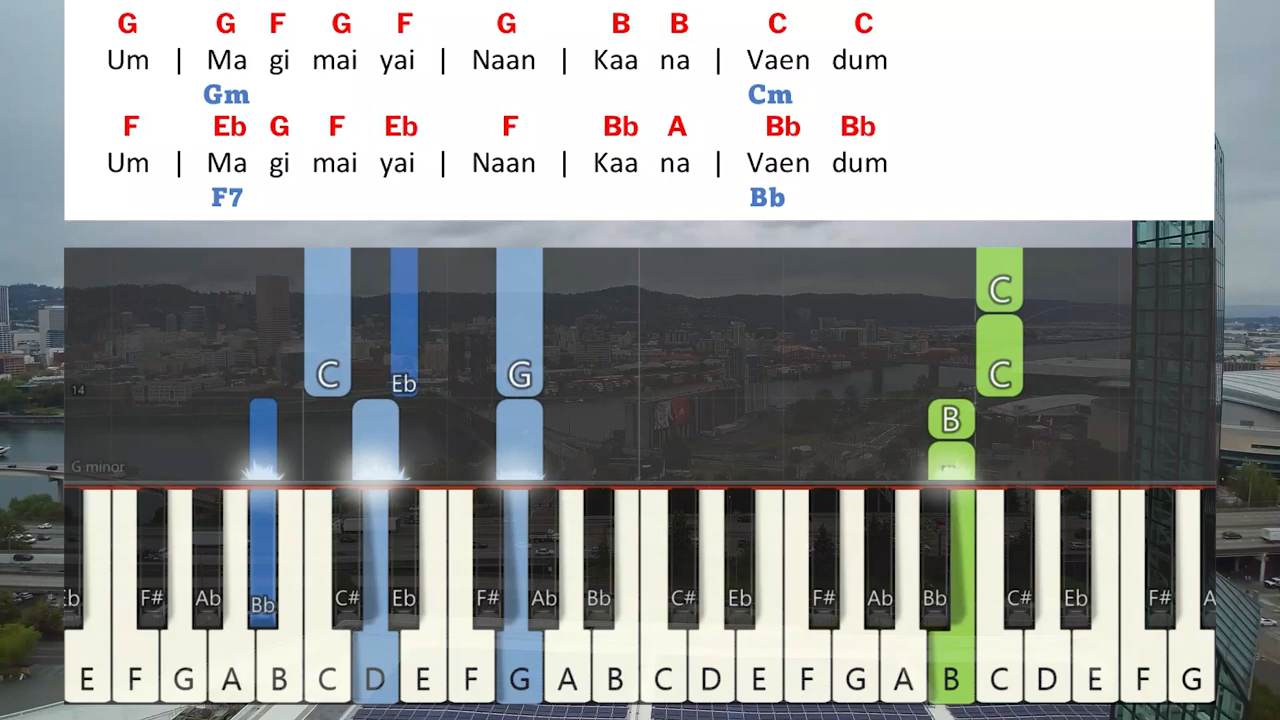 G G F G F G B B C C
Um | Ma gi mai yai | Naan | Kaa na | Vaen dum
Gm Cm
F Eb G F Eb F Bb A Bb Bb
Um | Ma gi mai yai | Naan | Kaa na | Vaen dum
F7 Bb
C
C Eb G C
14
B
G minor
Eb F# Ab Bb C# Eb F# Ab Bb C# Eb F# Ab Bb C# Eb F# A
E F G A B C D E F G A B C D E F G A B C D E F G